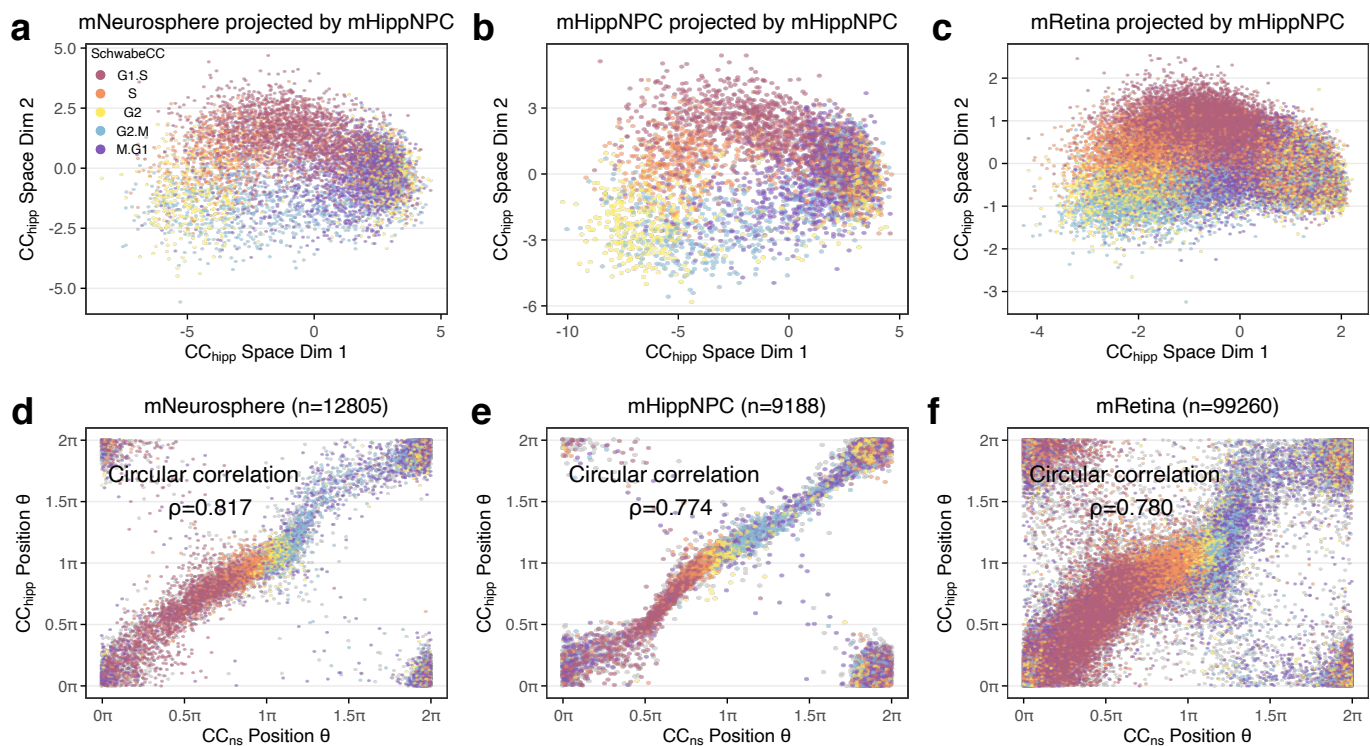 a
mNeurosphere projected by mHippNPC
SchwabeCC
G1.S
S
G2
G2.M
M.G1
5.0
2.5
0.0
-2.5
-5.0
CChipp Space Dim 2
-5
0
5
CChipp Space Dim 1
b
mHippNPC projected by mHippNPC
3
0
-3
-6
CChipp Space Dim 2
-10
-5
0
5
CChipp Space Dim 1
c
mRetina projected by mHippNPC
2
1
0
-1
-2
-3
CChipp Space Dim 2
-4
-2
0
2
CChipp Space Dim 1
d
mNeurosphere (n=12805)
Circular correlation
ρ=0.817
2π
1.5π
1π
0.5π
0π
CChipp Position θ
0π
0.5π
1π
1.5π
2π
CCns Position θ
e
mHippNPC (n=9188)
Circular correlation
ρ=0.774
2π
1.5π
1π
0.5π
0π
CChipp Position θ
0π
0.5π
1π
1.5π
2π
CCns Position θ
f
mRetina (n=99260)
Circular correlation
ρ=0.780
2π
1.5π
1π
0.5π
0π
CChipp Position θ
0π
0.5π
1π
1.5π
2π
CCns Position θ